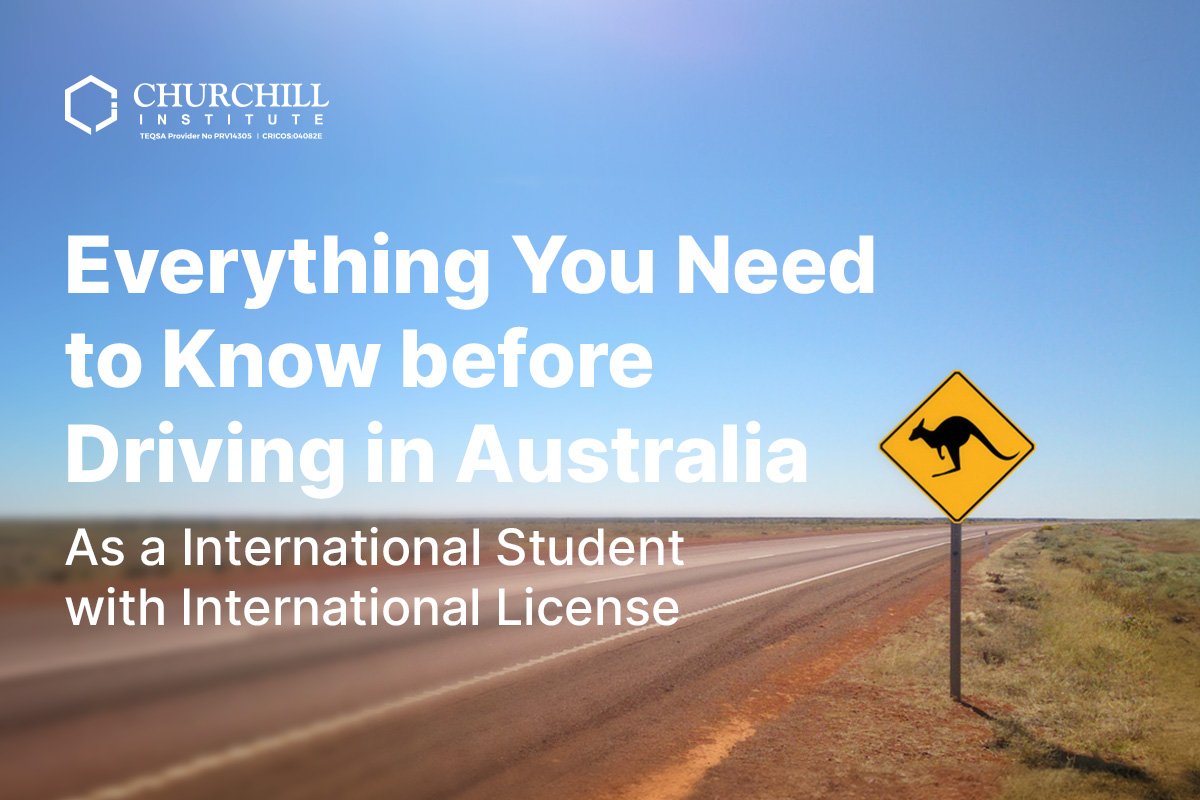 CHURCHILL
INSTITUTE
TEQSA Provider No PRV14305 | CRICOS:04082E
Everything You Need
to Know before
Driving in Australia
As a International Student
with International License